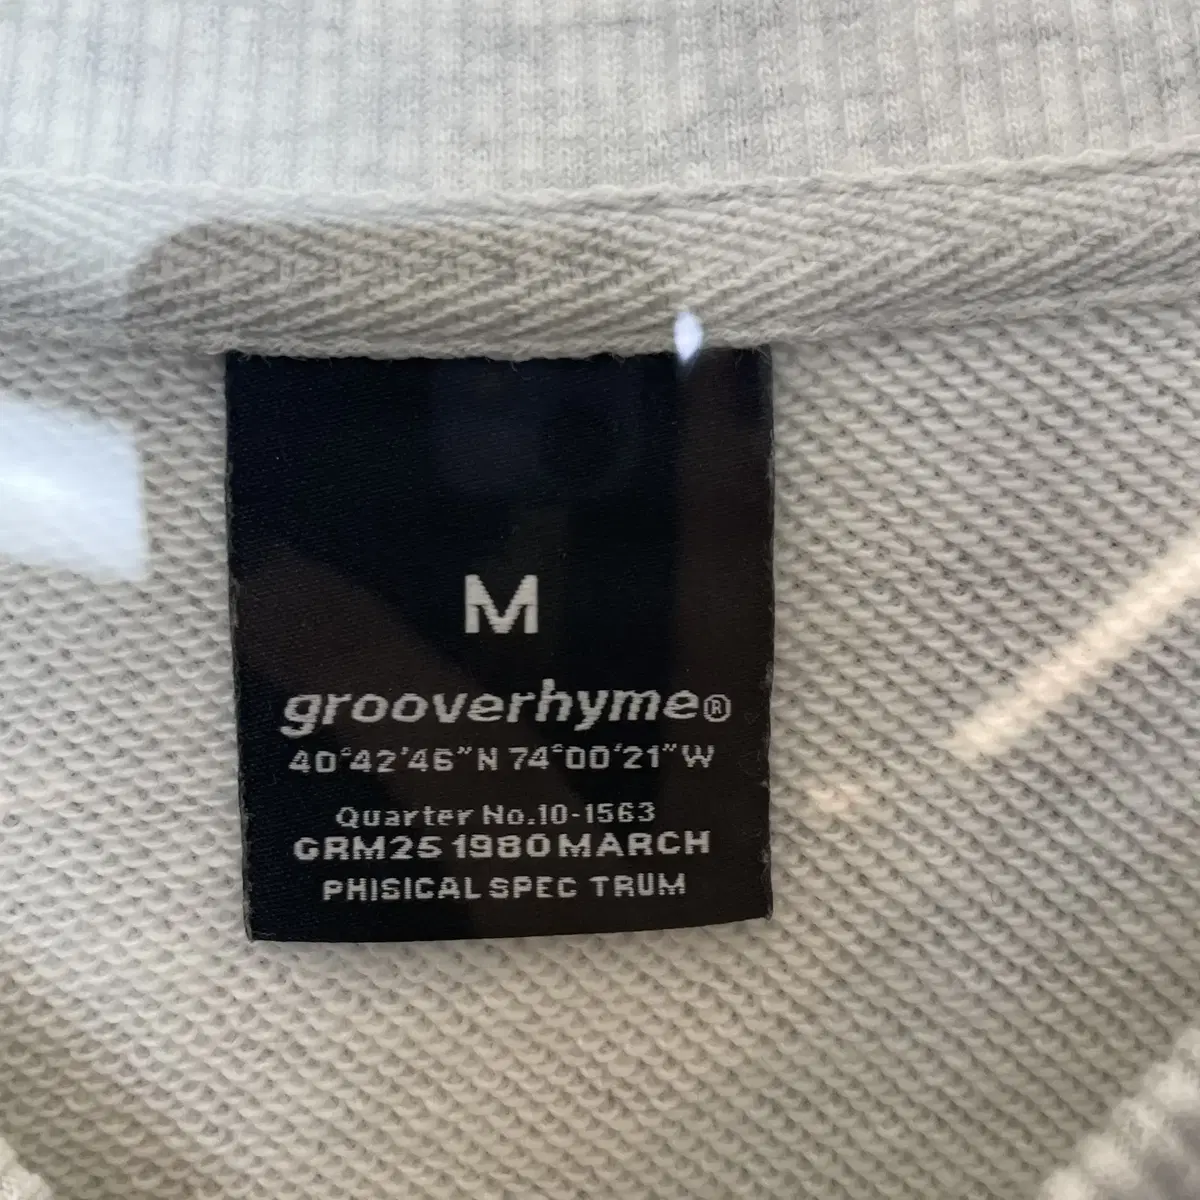 M
grooverhyme®
40°42'46"N 74°00'21"W
Quarter No.10-1563
GRM25 1980 MARCH
PHISICAL SPEC TRUM